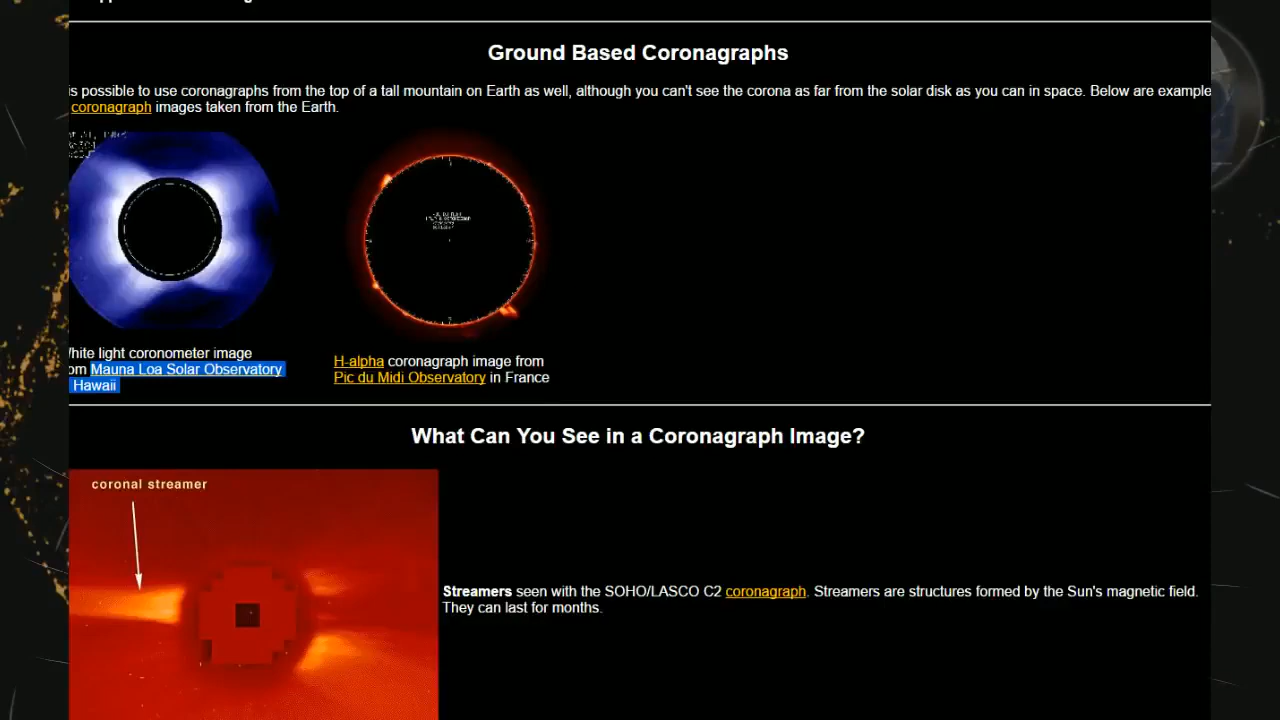 Ground Based Coronagraphs
is possible to use coronagraphs from the top of a tall mountain on Earth as well, although you can't see the corona as far from the solar disk as you can in space. Below are example
coronagraph images taken from the Earth.
hite light coronometer image
om Mauna Loa Solar Observatory
Hawaii
H-alpha coronagraph image from
Pic du Midi Observatory in France
What Can You See in a Coronagraph Image?
coronal streamer
Streamers seen with the SOHO/LASCO C2 coronagraph. Streamers are structures formed by the Sun's magnetic field.
They can last for months.